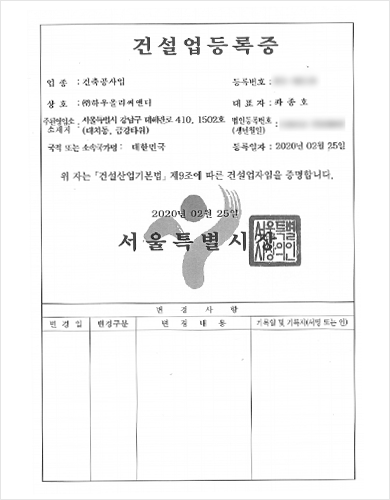 건설업등록증
업 종 : 건축공사업 등록번호 :
상 호 : ㈜하우올리씨앤디 대 표 자 : 좌 종 호
주된영업소 : 서울특별시 강남구 테헤란로 410, 1502호 법인등록번호 :
소재지 (대치동, 금강타워) (생년월일)
국적 또는 소속국가명 : 대한민국 등록일자 : 2020년 02월 25일
위 자는 「건설산업기본법」 제9조에 따른 건설업자임을 증명합니다.
2020년 02월 25일
서울특별시장
서울특별
시장의인
변 경 사 항
변 경 일 변경구분 변 경 내 용 기록일 및 기록자(서명 또는 인)